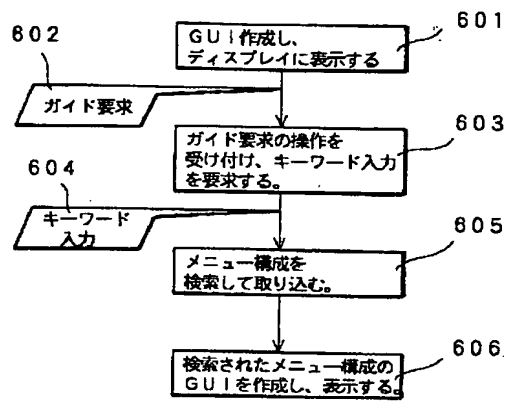 601
GUI作成し、
ディスプレイに表示する
602
ガイド要求
603
ガイド要求の操作を
受け付け、キーワード入力
を要求する。
604
キーワード
入力
605
メニュー構成を
検索して取り込む。
606
検索されたメニュー構成の
GUIを作成し、表示する。